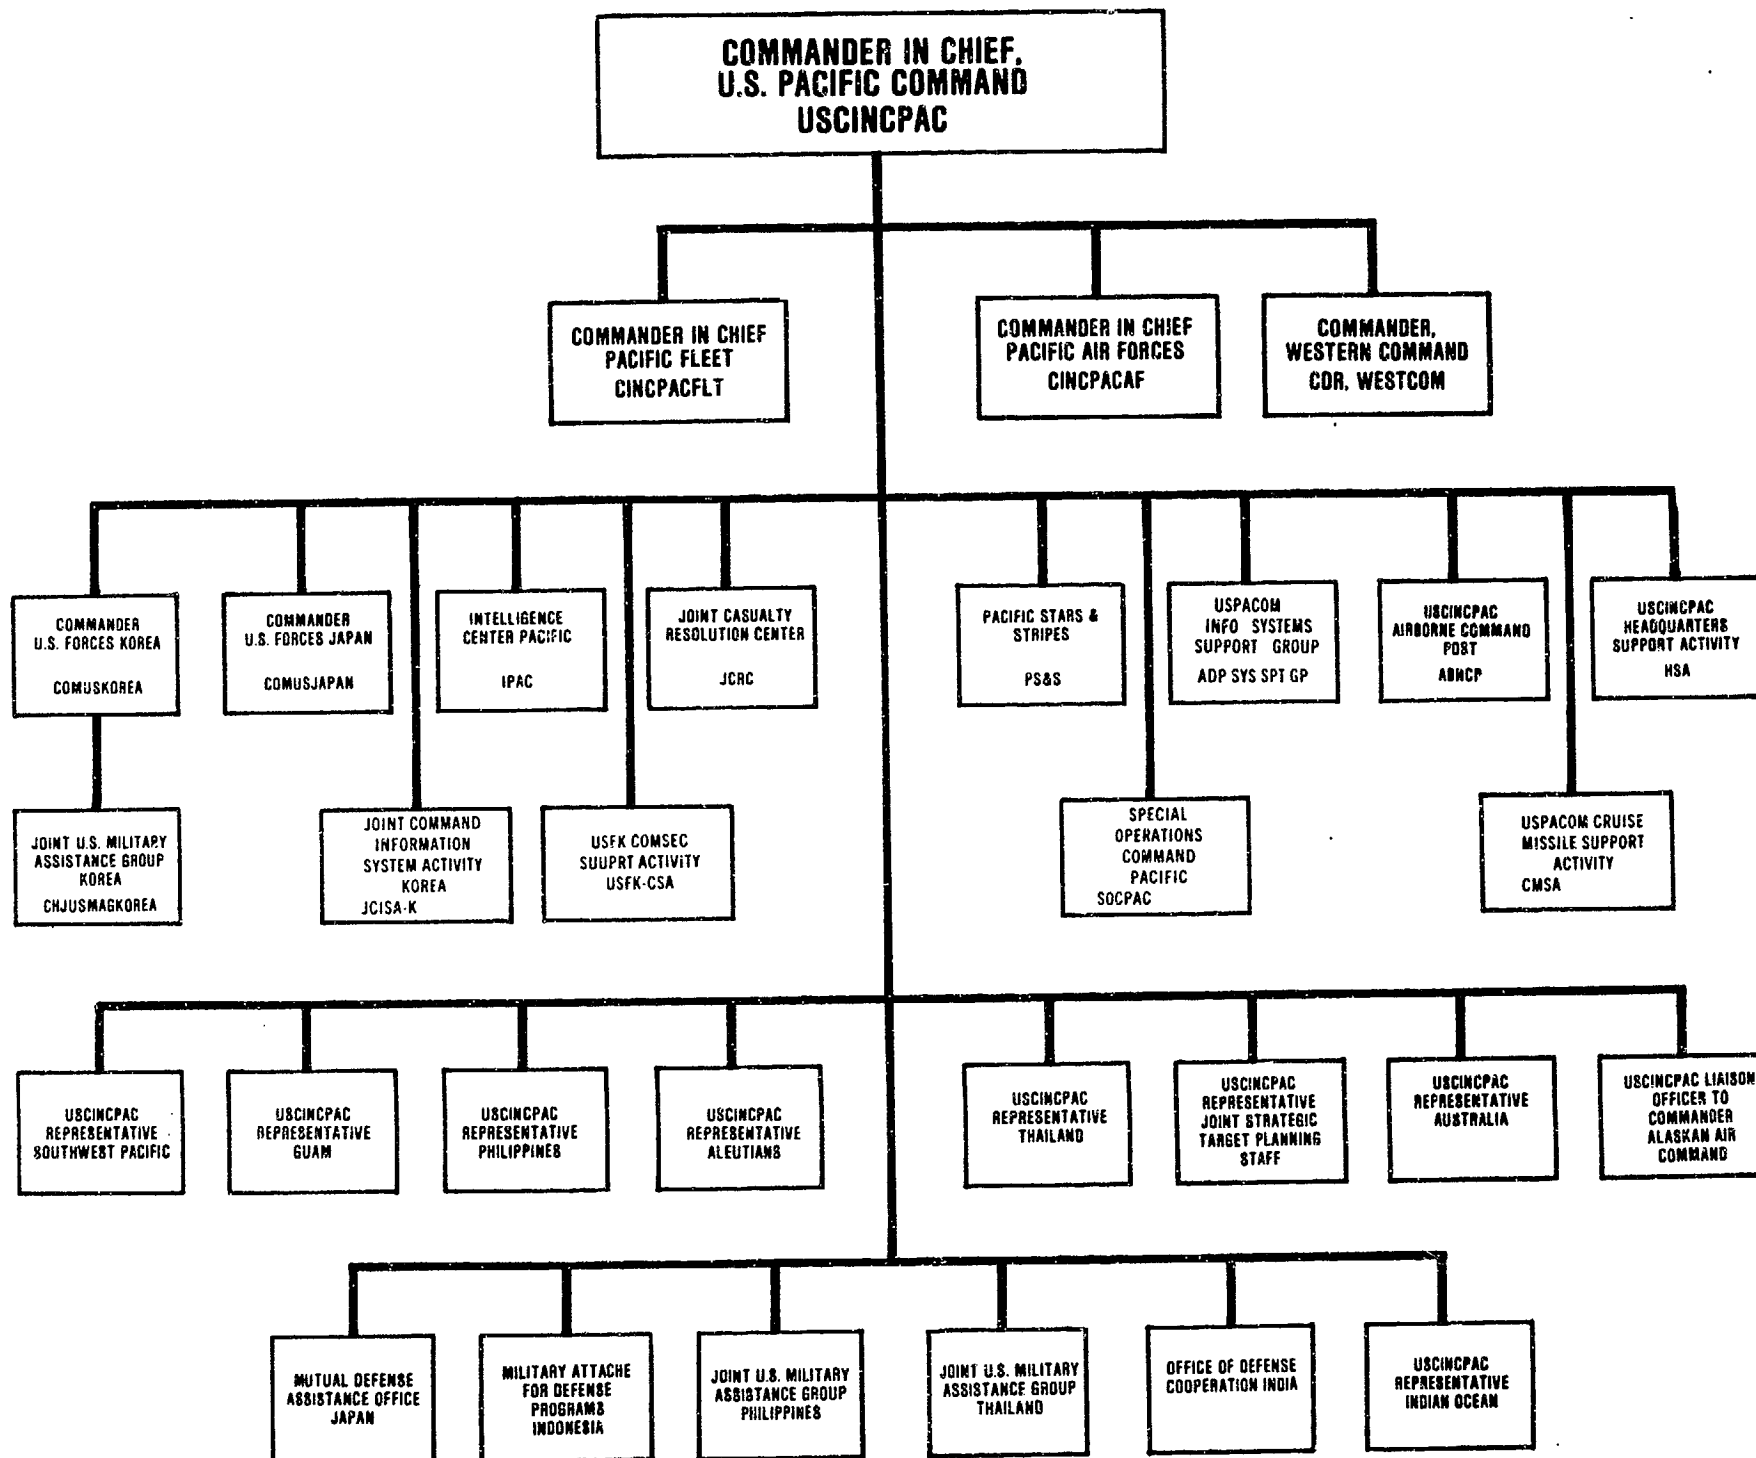 COMMANDER IN CHIEF,
U.S. PACIFIC COMMAND
USCINCPAC
COMMANDER IN CHIEF
PACIFIC FLEET
CINCPACFLT
COMMANDER IN CHIEF
PACIFIC AIR FORCES
CINCPACAF
COMMANDER,
WESTERN COMMAND
CDR, WESTCOM
COMMANDER
U.S. FORCES KOREA
COMUSKOREA
COMMANDER
U.S. FORCES JAPAN
COMUSJAPAN
INTELLIGENCE
CENTER PACIFIC
IPAC
JOINT CASUALTY
RESOLUTION CENTER
JCRC
PACIFIC STARS &
STRIPES
PS&S
USPACOM
INFO SYSTEMS
SUPPORT GROUP
ADP SYS SPT GP
USCINCPAC
AIRBORNE COMMAND
POST
ABNCP
USCINCPAC
HEADQUARTERS
SUPPORT ACTIVITY
HSA
JOINT U.S. MILITARY
ASSISTANCE GROUP
KOREA
CHJUSMAGKOREA
JOINT COMMAND
INFORMATION
SYSTEM ACTIVITY
KOREA
JCISA-K
USFK COMSEC
SUUPRT ACTIVITY
USFK-CSA
SPECIAL
OPERATIONS
COMMAND
PACIFIC
SOCPAC
USPACOM CRUISE
MISSILE SUPPORT
ACTIVITY
CMSA
USCINCPAC
REPRESENTATIVE
SOUTHWEST PACIFIC
USCINCPAC
REPRESENTATIVE
GUAM
USCINCPAC
REPRESENTATIVE
PHILIPPINES
USCINCPAC
REPRESENTATIVE
ALEUTIANS
USCINCPAC
REPRESENTATIVE
THAILAND
USCINCPAC
REPRESENTATIVE
JOINT STRATEGIC
TARGET PLANNING
STAFF
USCINCPAC
REPRESENTATIVE
AUSTRALIA
USCINCPAC LIAISON
OFFICER TO
COMMANDER
ALASKAN AIR
COMMAND
MUTUAL DEFENSE
ASSISTANCE OFFICE
JAPAN
MILITARY ATTACHE
FOR DEFENSE
PROGRAMS
INDONESIA
JOINT U.S. MILITARY
ASSISTANCE GROUP
PHILIPPINES
JOINT U.S. MILITARY
ASSISTANCE GROUP
THAILAND
OFFICE OF DEFENSE
COOPERATION INDIA
USCINCPAC
REPRESENTATIVE
INDIAN OCEAN